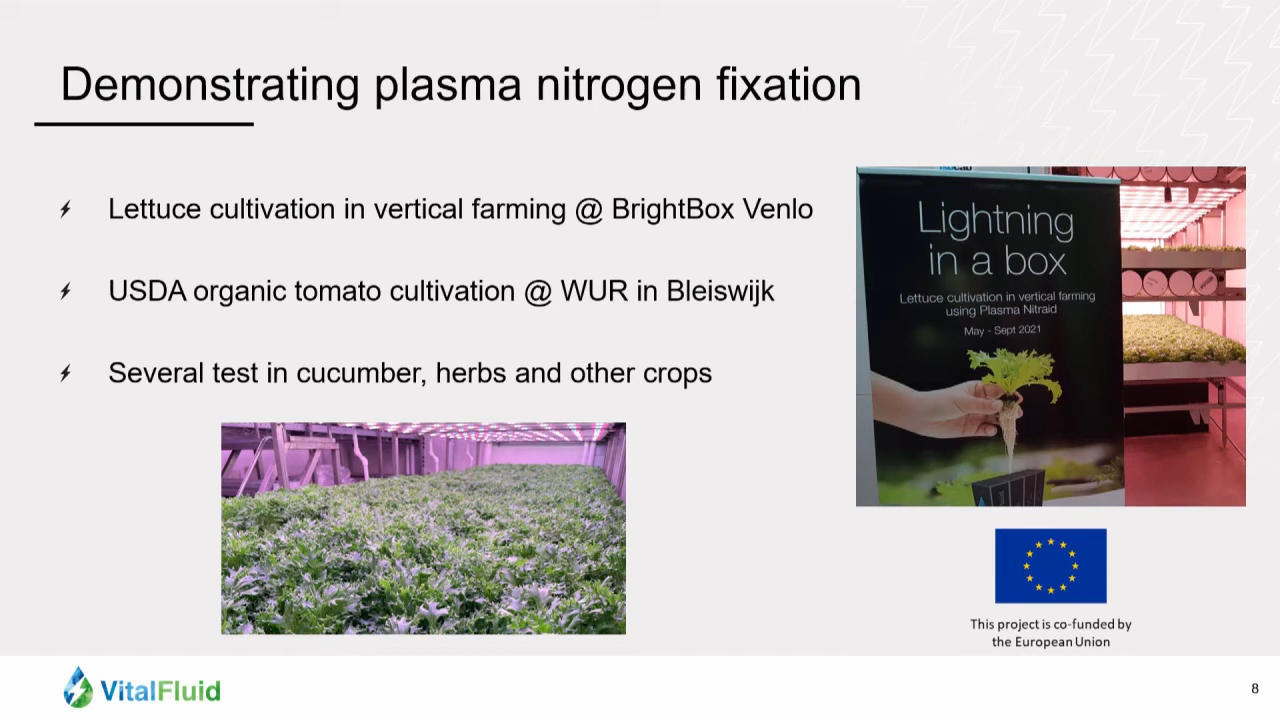 Demonstrating plasma nitrogen fixation
Lettuce cultivation in vertical farming @ BrightBox Venlo
USDA organic tomato cultivation @ WUR in Bleiswijk
Several test in cucumber, herbs and other crops
Lightning
in a box
Lettuce cultivation in vertical farming
using Plasma Nitraid
May - Sept 2021
This project is co-funded by
the European Union
VitalFluid
8